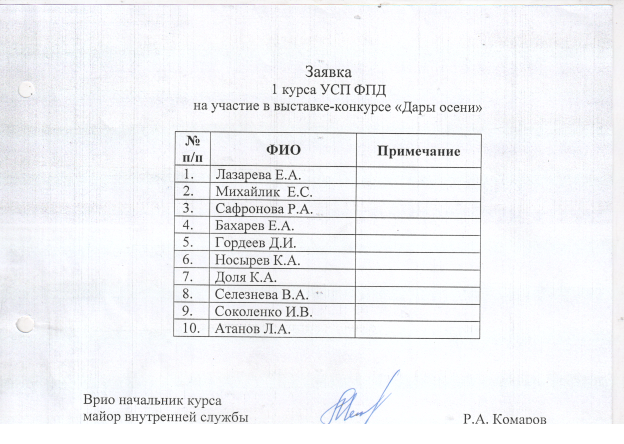 Заявка
1 курса УСП ФПД
на участие в выставке-конкурсе «Дары осени»
№ п/п ФИО Примечание
1. Лазарева Е.А.
2. Михайлик Е.С.
3. Сафронова Р.А.
4. Бахарев Е.А.
5. Гордеев Д.И.
6. Носырев К.А.
7. Доля К.А.
8. Селезнева В.А.
9. Соколенко И.В.
10. Атанов Л.А.
Врио начальник курса
майор внутренней службы Р.А. Комаров